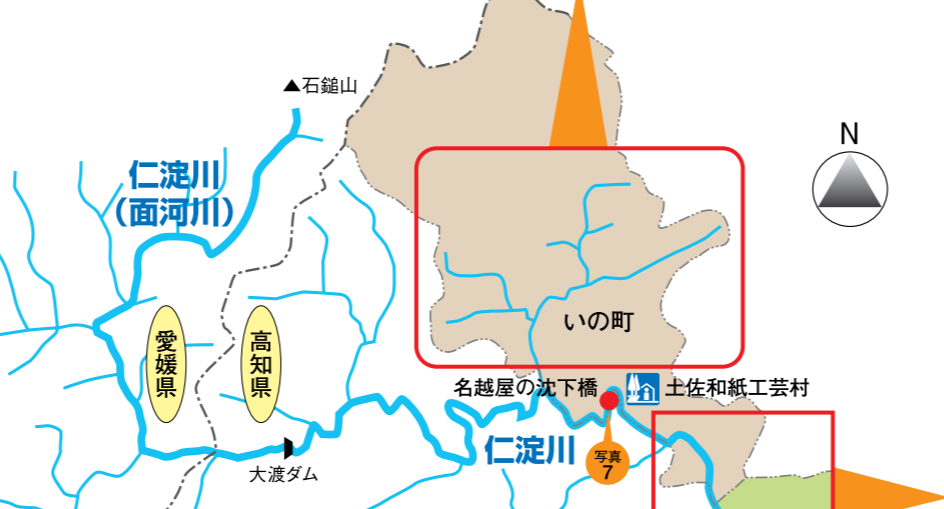 ▲石鎚山
N
仁淀川
（面河川）
いの町
愛媛県
高知県
名越屋の沈下橋
土佐和紙工芸村
仁淀川
写真
7
大渡ダム